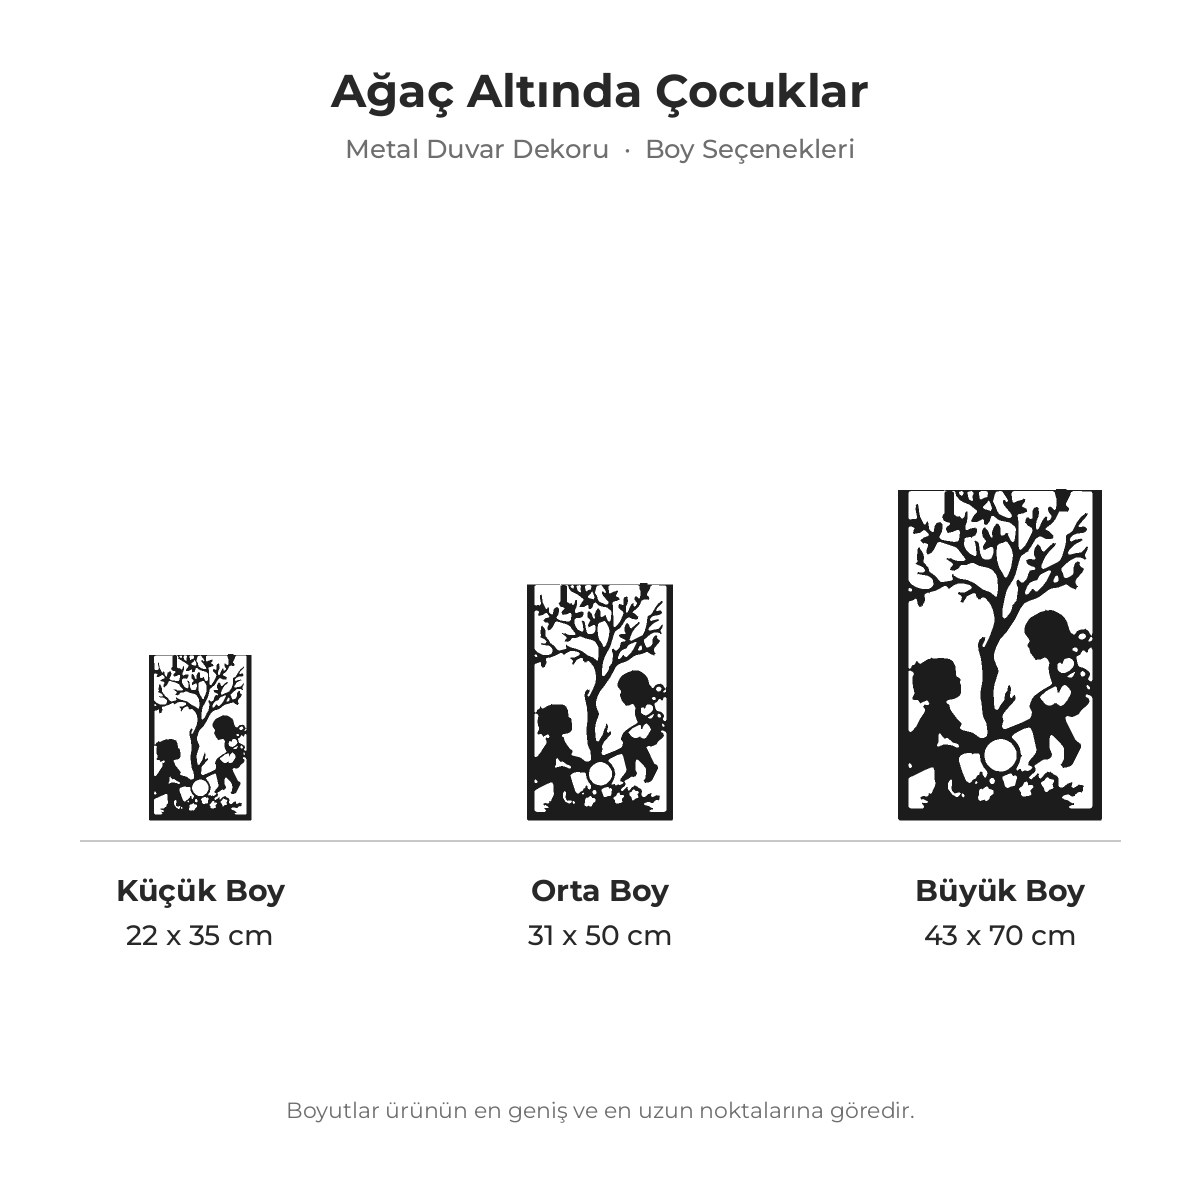 Ağaç Altında Çocuklar
Metal Duvar Dekoru · Boy Seçenekleri
Küçük Boy
22 x 35 cm
Orta Boy
31 x 50 cm
Büyük Boy
43 x 70 cm
Boyutlar ürünün en geniş ve en uzun noktalarına göredir.